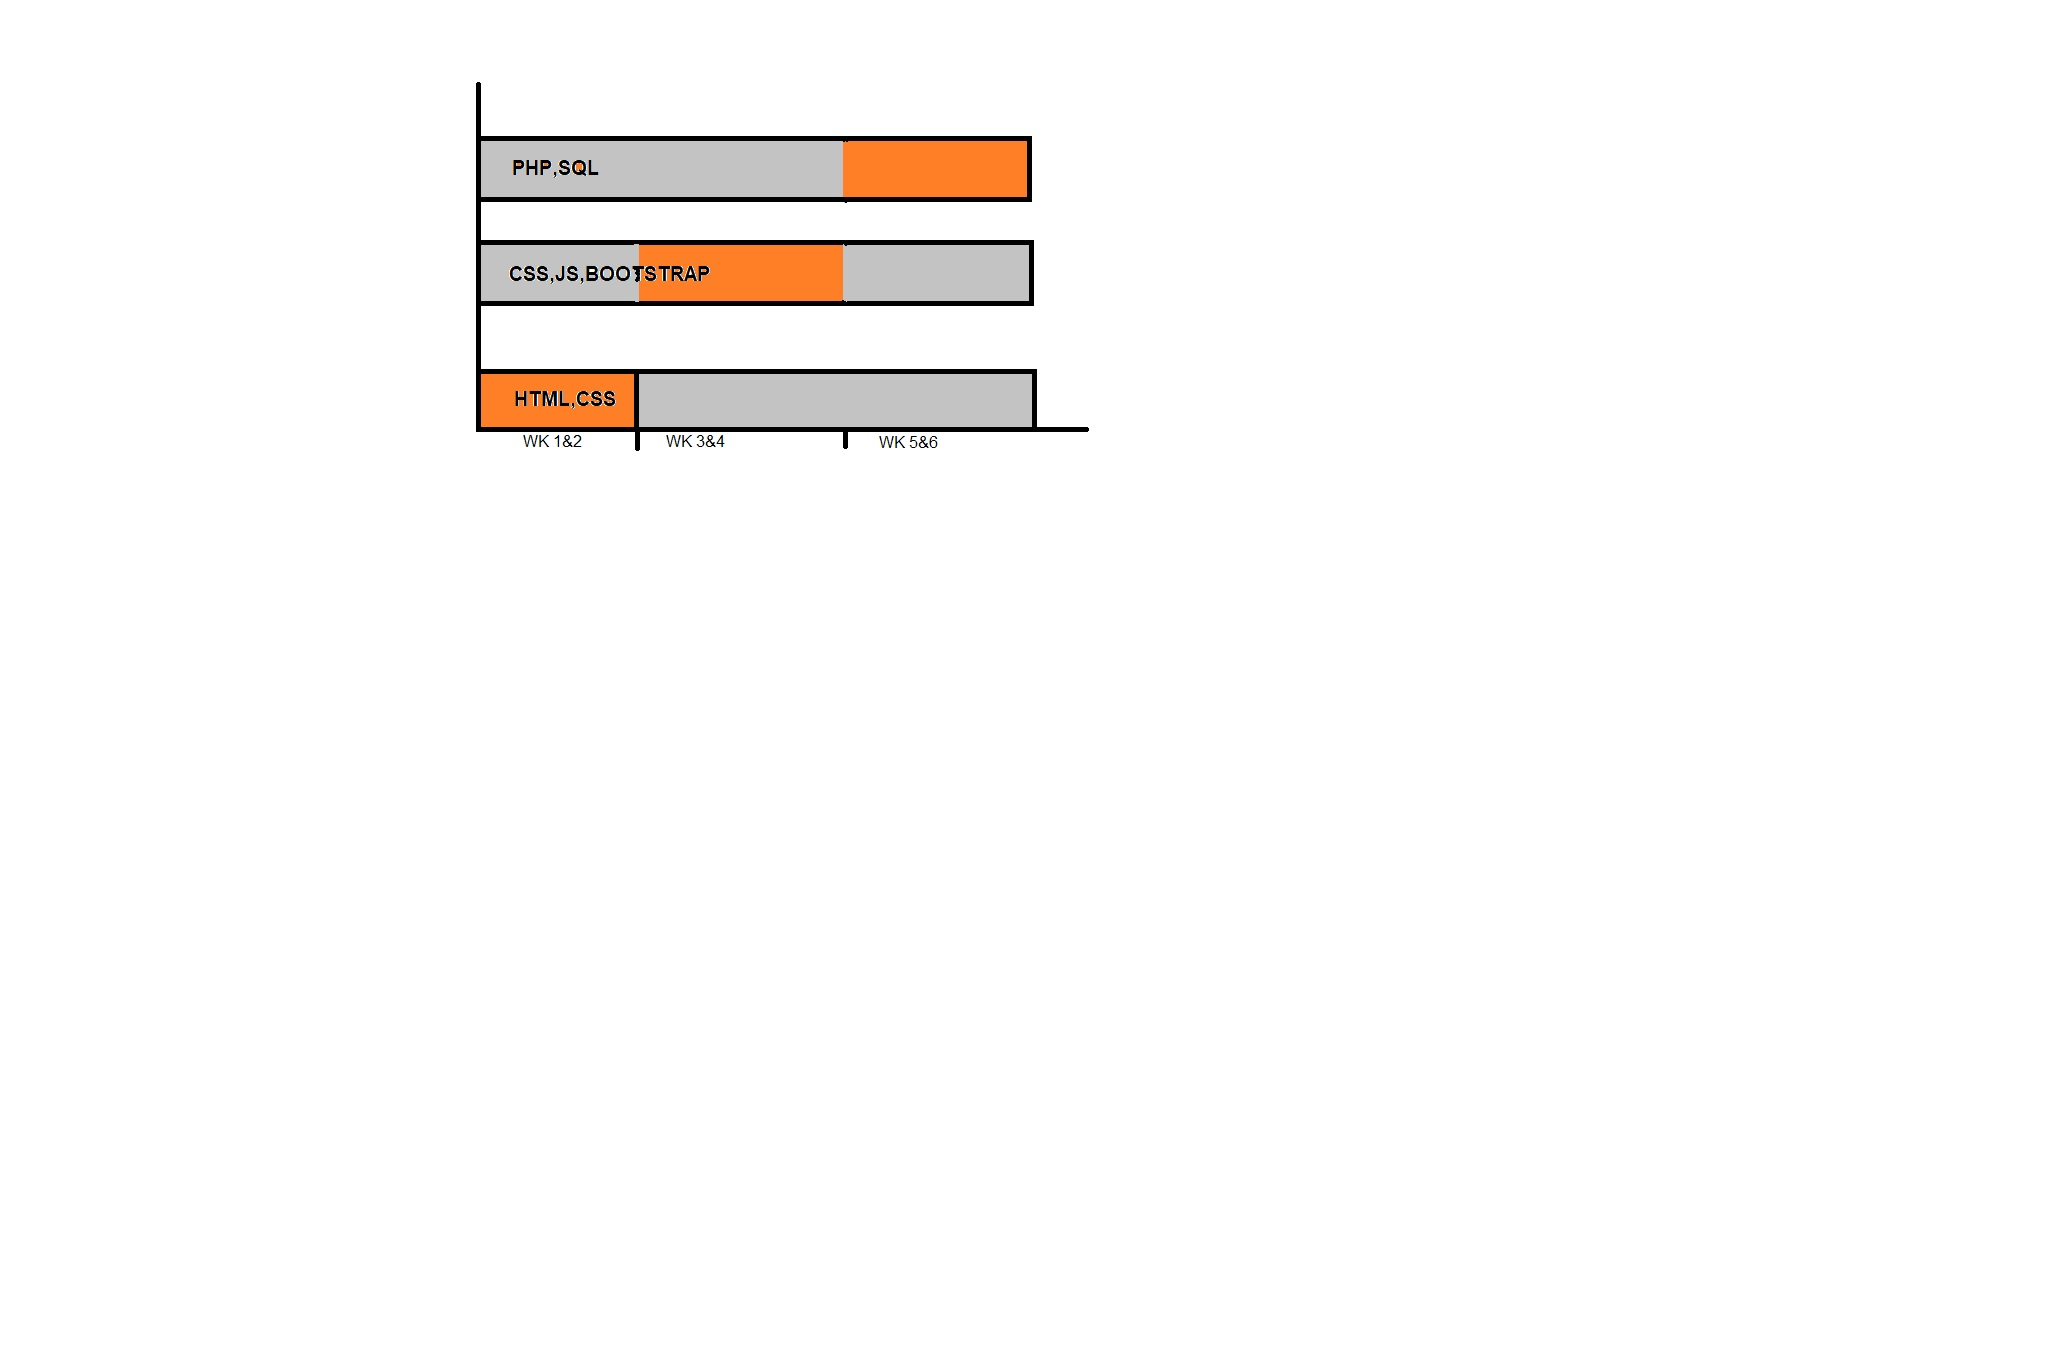 PHP,SQL
CSS,JS,BOOTSTRAP
HTML,CSS
WK 1&2 WK 3&4 WK 5&6